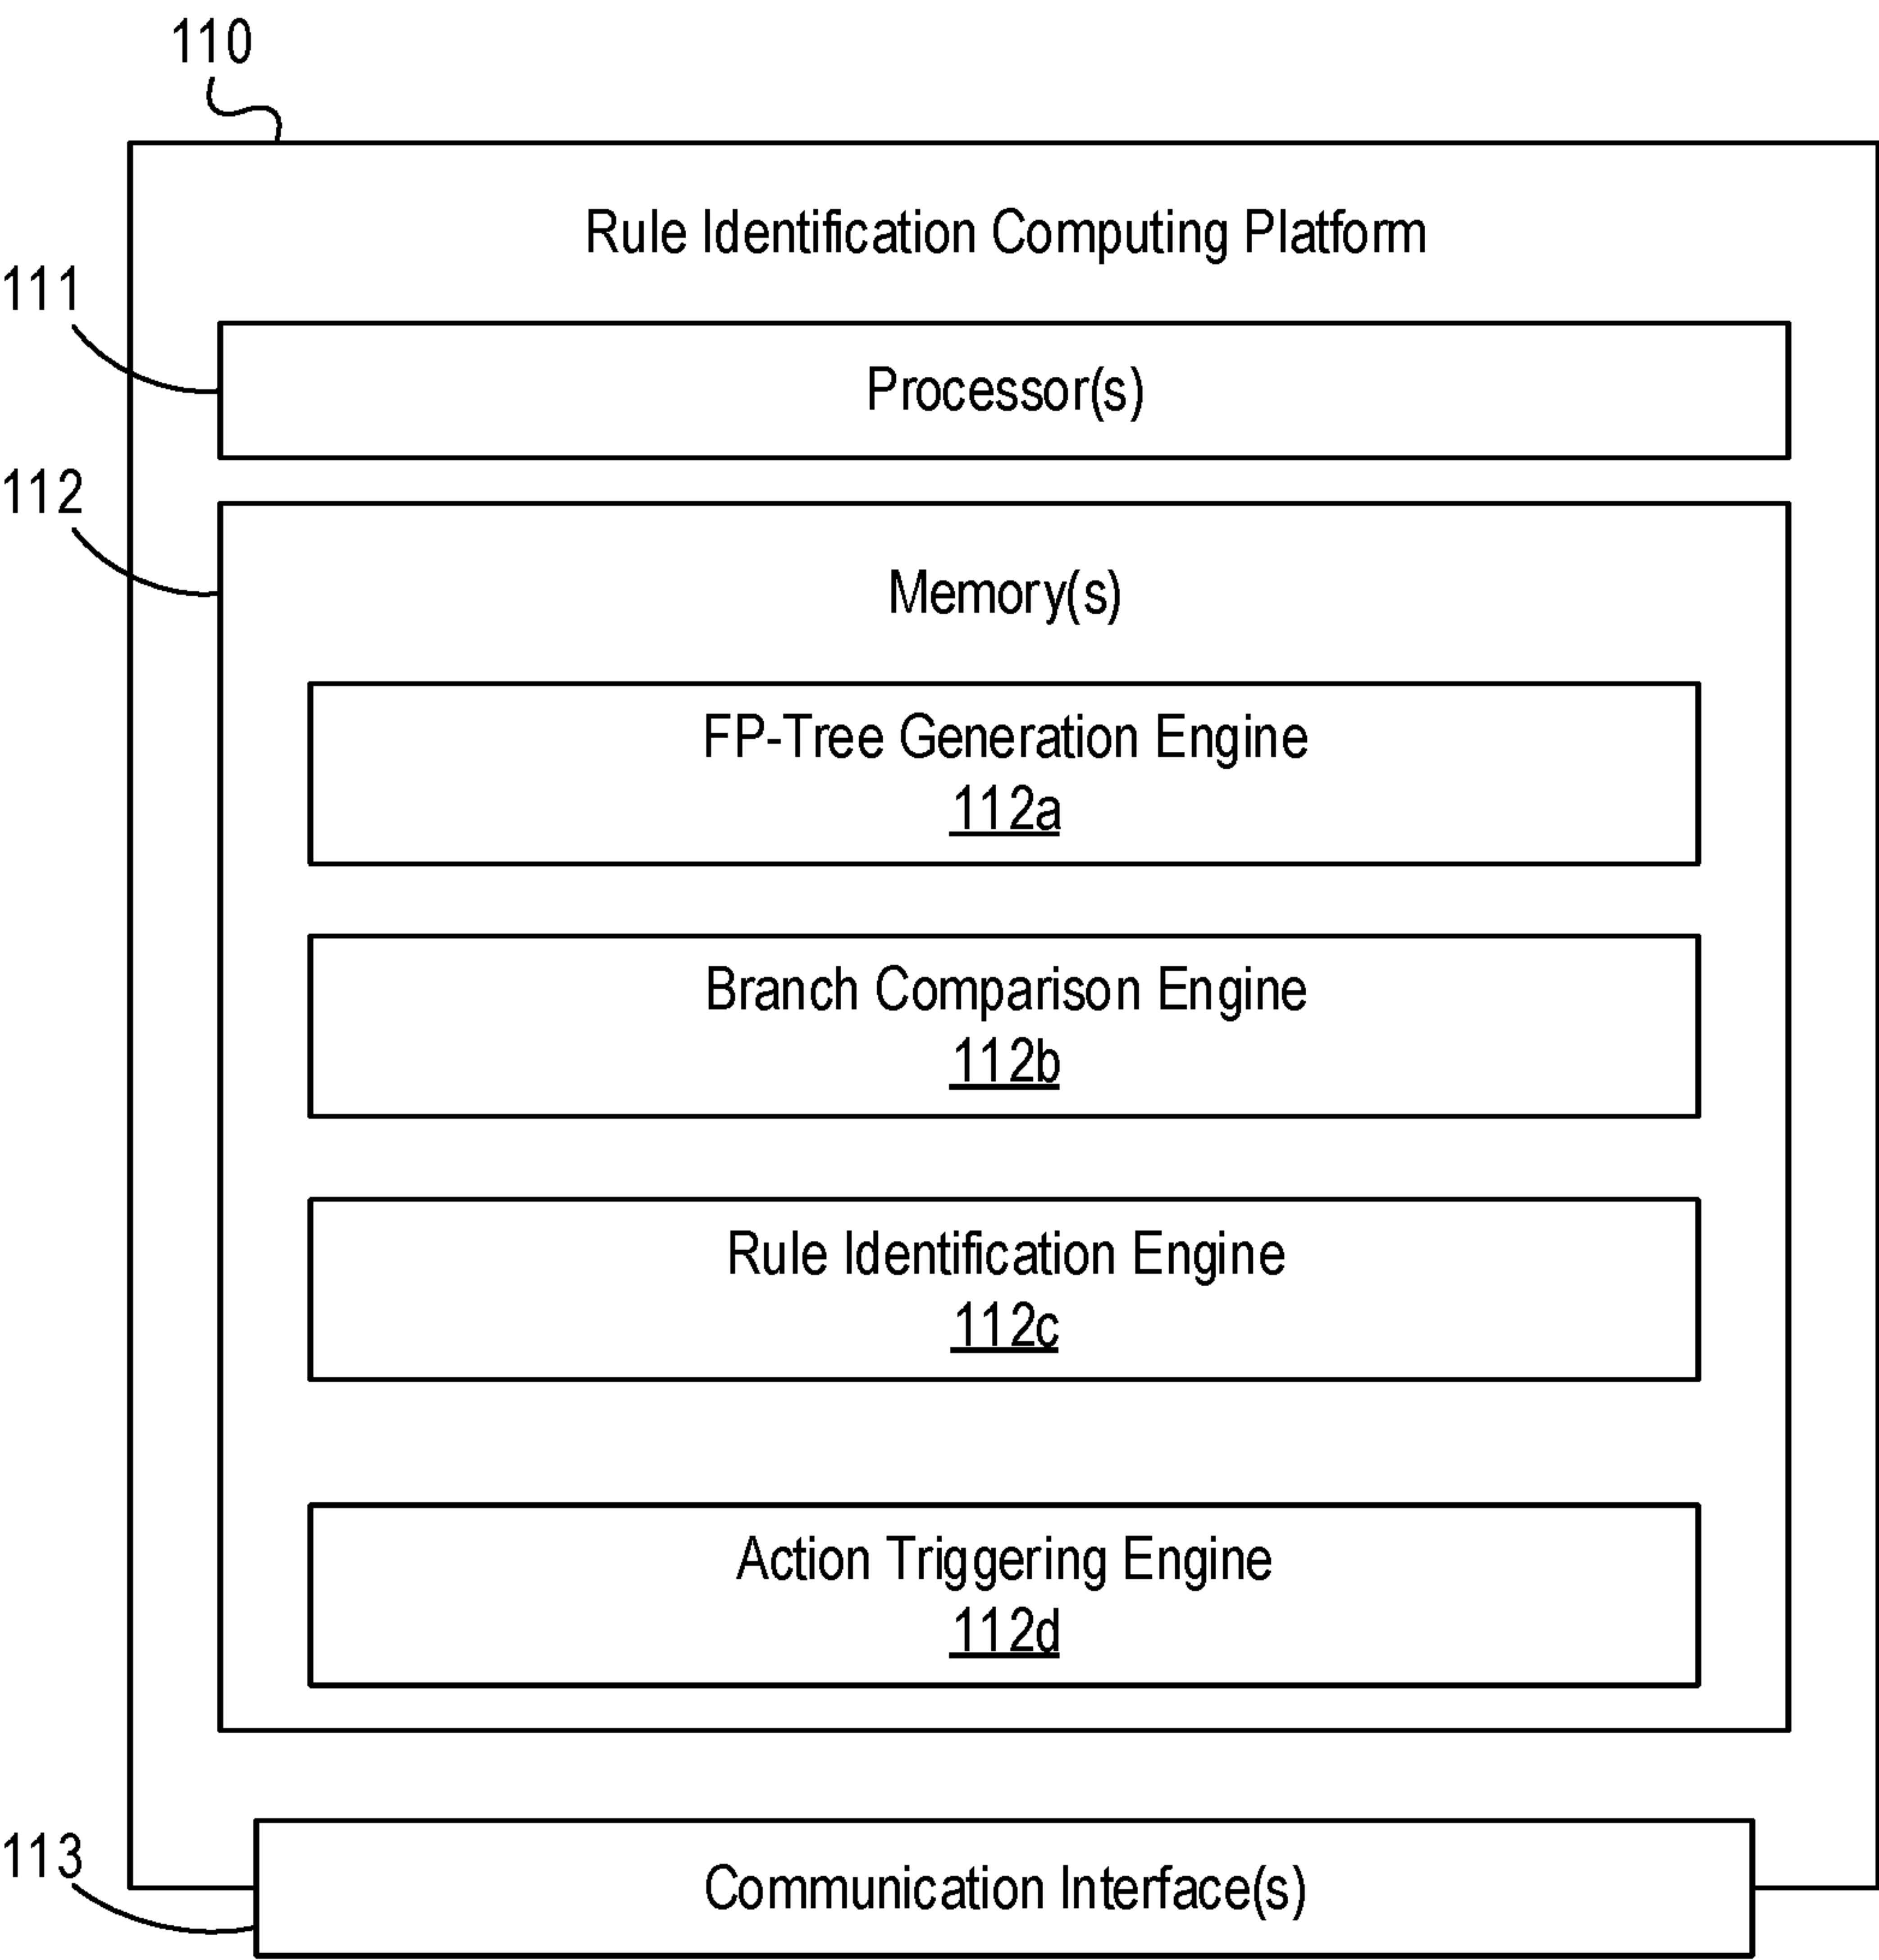 110
Rule Identification Computing Platform
111
Processor(s)
112
Memory(s)
FP-Tree Generation Engine
112a
Branch Comparison Engine
112b
Rule Identification Engine
112c
Action Triggering Engine
112d
113
Communication Interface(s)